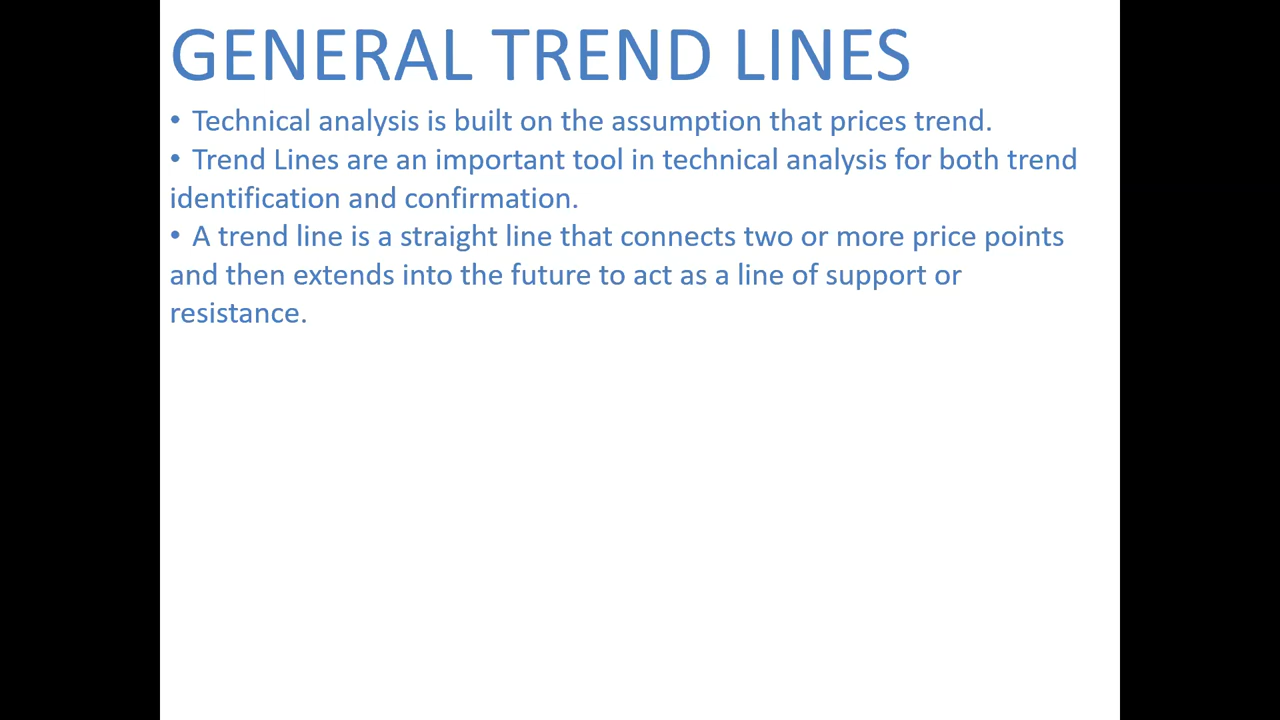 GENERAL TREND LINES
• Technical analysis is built on the assumption that prices trend.
• Trend Lines are an important tool in technical analysis for both trend
identification and confirmation.
• A trend line is a straight line that connects two or more price points
and then extends into the future to act as a line of support or
resistance.